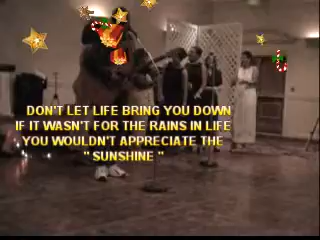 DON'T LET LIFE BRING YOU DOWN
IF IT WASN'T FOR THE RAINS IN LIFE
YOU WOULDN'T APPRECIATE THE
" SUNSHINE "